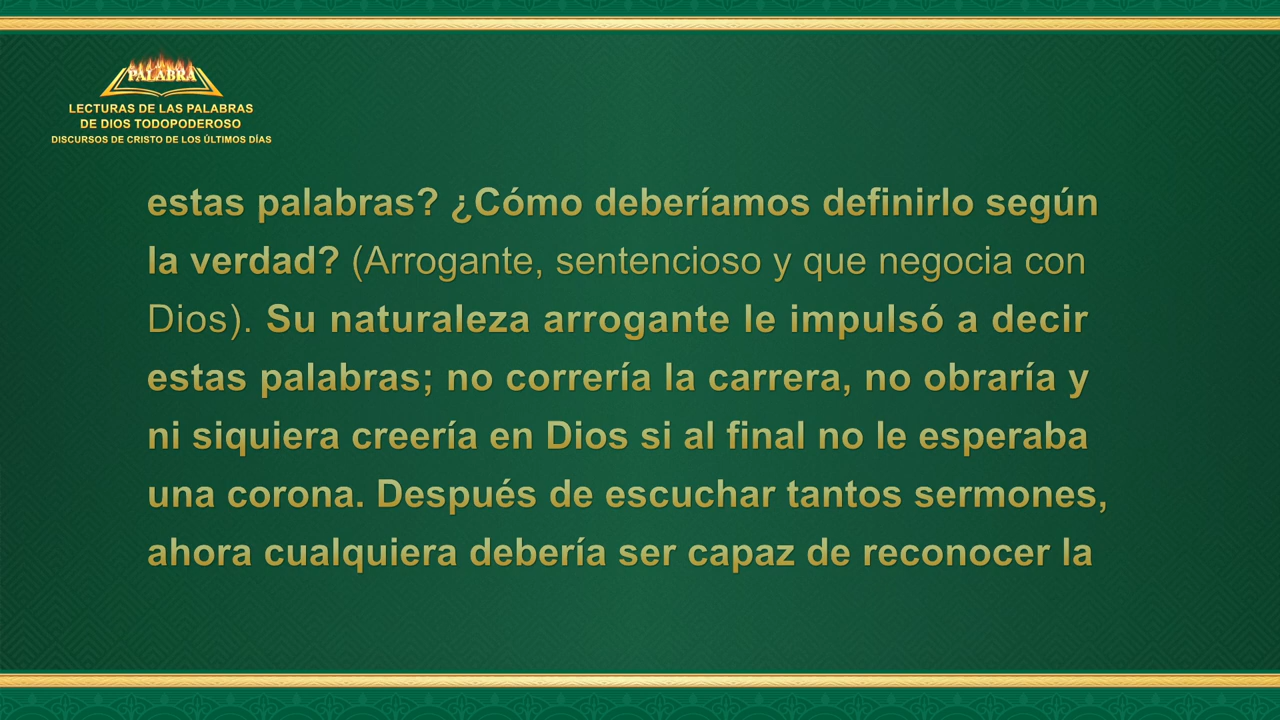 PALABRA
LECTURAS DE LAS PALABRAS
DE DIOS TODOPODEROSO
DISCURSOS DE CRISTO DE LOS ÚLTIMOS DÍAS
estas palabras? ¿Cómo deberíamos definirlo según
la verdad? (Arrogante, sentencioso y que negocia con
Dios). Su naturaleza arrogante le impulsó a decir
estas palabras; no correría la carrera, no obraría y
ni siquiera creería en Dios si al final no le esperaba
una corona. Después de escuchar tantos sermones,
ahora cualquiera debería ser capaz de reconocer la